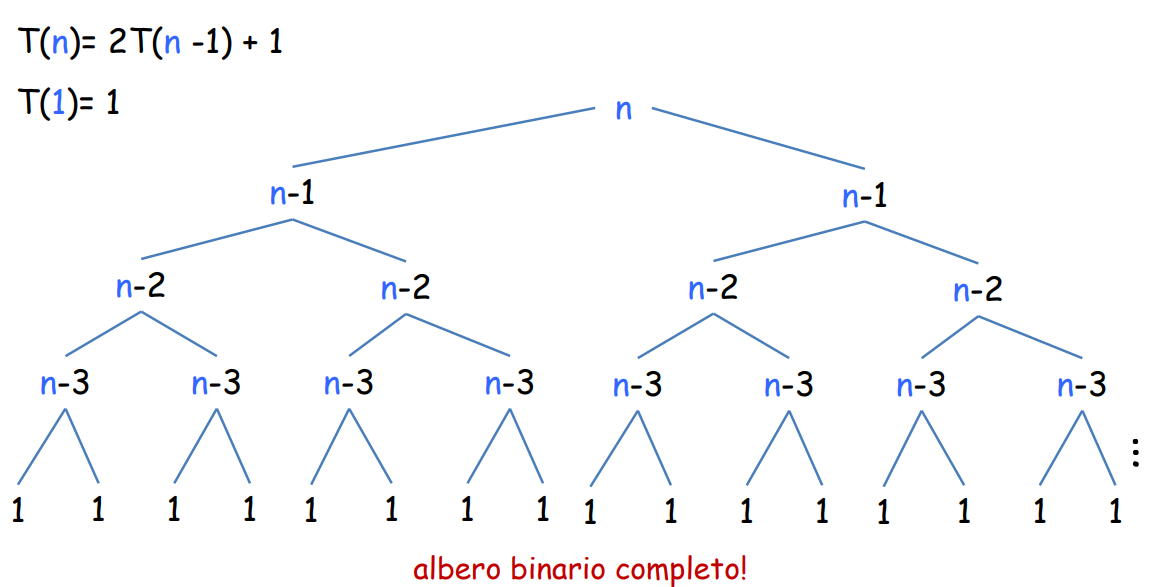 T(n)= 2T(n -1) + 1
T(1)= 1
n
n-1 n-1
n-2 n-2 n-2 n-2
n-3 n-3 n-3 n-3 n-3 n-3 n-3 n-3
⋮
1 1 1 1 1 1 1 1 1 1 1 1 1 1 1 1
albero binario completo!